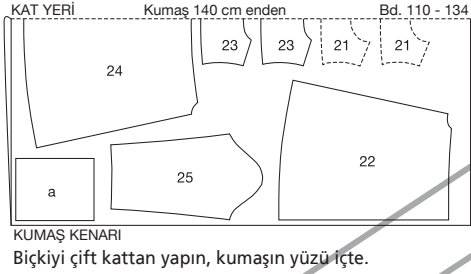 KAT YERİ Kumaş 140 cm enden Bd. 110 - 134
23 23 21 21
24
22
a 25
KUMAŞ KENARI
Biçkiyi çift kattan yapın, kumaşın yüzü içte.